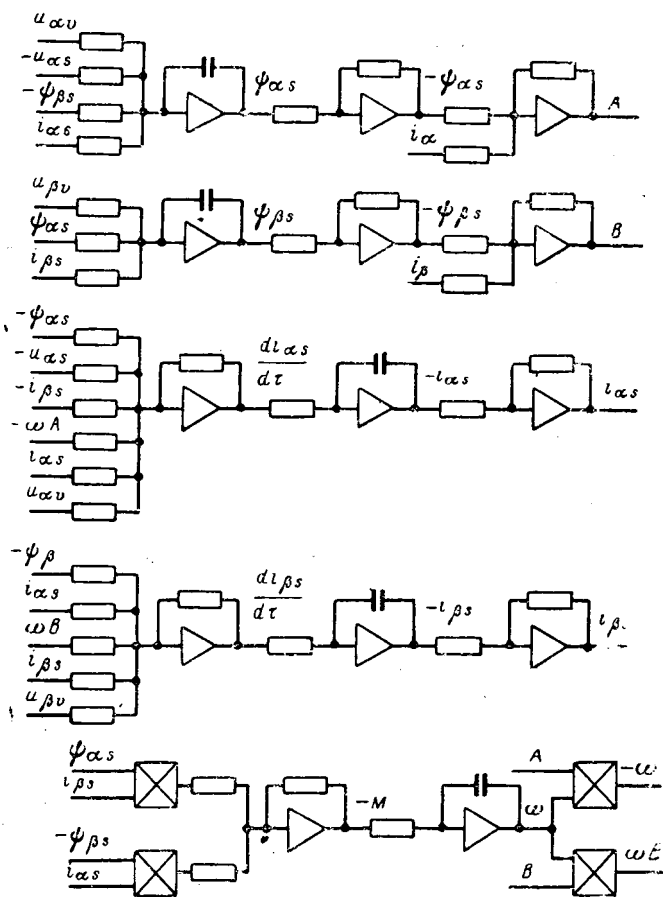 u_αv
-u_αs
-ψ_βs
i_αs
ψ_αs
-ψ_αs
i_α
A
u_βv
ψ_αs
i_βs
ψ_βs
-ψ_βs
i_β
B
-ψ_αs
-u_αs
-i_βs
-ωA
i_αs
u_αv
di_αs
dτ
-i_αs
i_αs
-ψ_β
i_αs
ωB
i_βs
u_βv
di_βs
dτ
-i_βs
i_β
ψ_αs
i_βs
-ψ_βs
i_αs
-M
ω
A
B
-ω